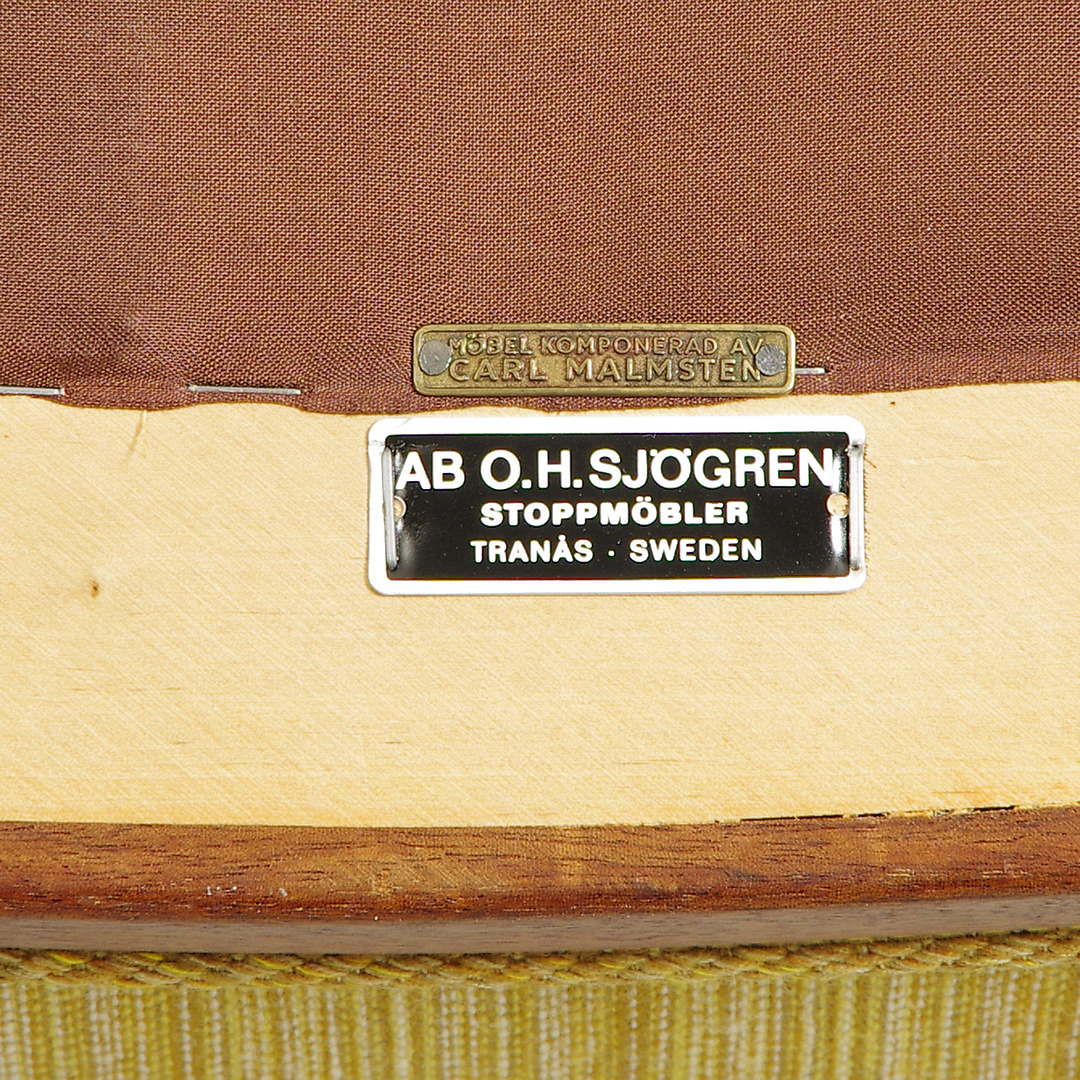 MÖBEL KOMPONERAD AV
CARL MALMSTEN
AB O.H.SJÖGREN
STOPPMÖBLER
TRANÅS · SWEDEN